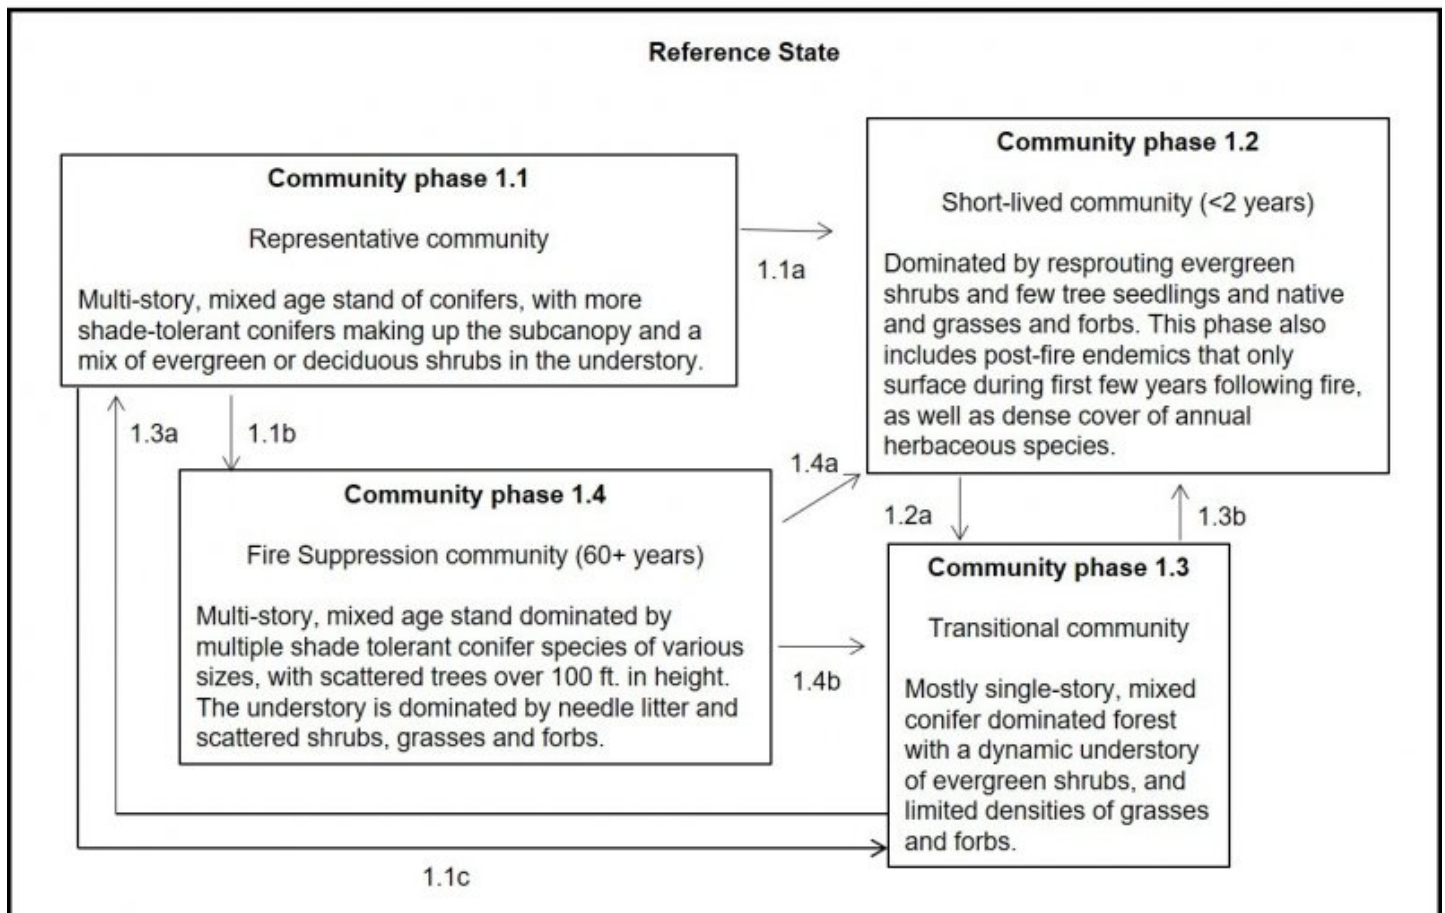 Reference State
Community phase 1.1
Representative community
Multi-story, mixed age stand of conifers, with more
shade-tolerant conifers making up the subcanopy and a
mix of evergreen or deciduous shrubs in the understory.
1.1a
Community phase 1.2
Short-lived community (<2 years)
Dominated by resprouting evergreen
shrubs and few tree seedlings and native
and grasses and forbs. This phase also
includes post-fire endemics that only
surface during first few years following fire,
as well as dense cover of annual
herbaceous species.
1.3a
1.1b
1.4a
Community phase 1.4
Fire Suppression community (60+ years)
Multi-story, mixed age stand dominated by
multiple shade tolerant conifer species of various
sizes, with scattered trees over 100 ft. in height.
The understory is dominated by needle litter and
scattered shrubs, grasses and forbs.
1.2a
1.3b
1.4b
Community phase 1.3
Transitional community
Mostly single-story, mixed
conifer dominated forest
with a dynamic understory
of evergreen shrubs, and
limited densities of grasses
and forbs.
1.1c